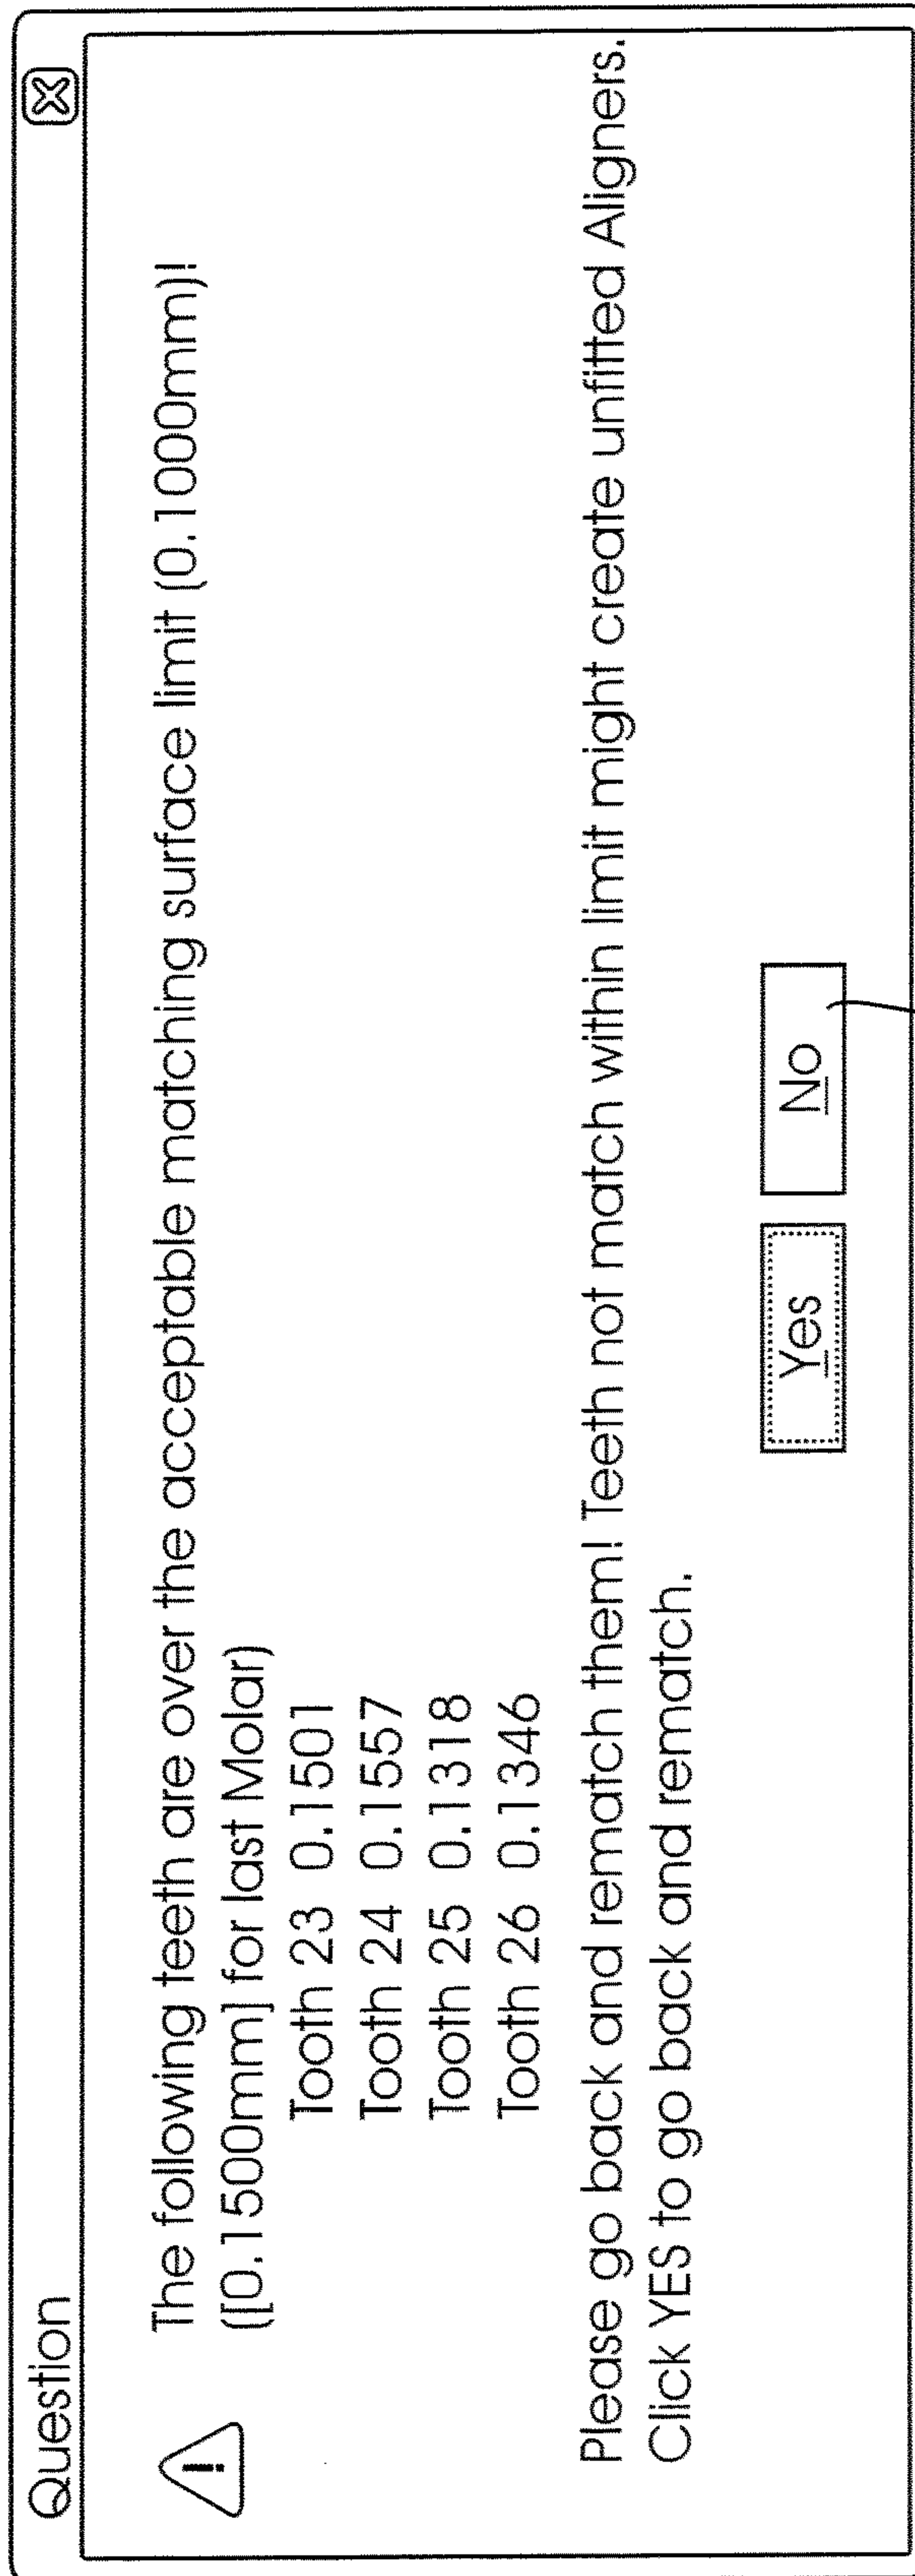 Question
The following teeth are over the acceptable matching surface limit (0.1000mm)!
([0.1500mm] for last Molar)
Tooth 23 0.1501
Tooth 24 0.1557
Tooth 25 0.1318
Tooth 26 0.1346
Please go back and rematch them! Teeth not match within limit might create unfitted Aligners.
Click YES to go back and rematch.
Yes No